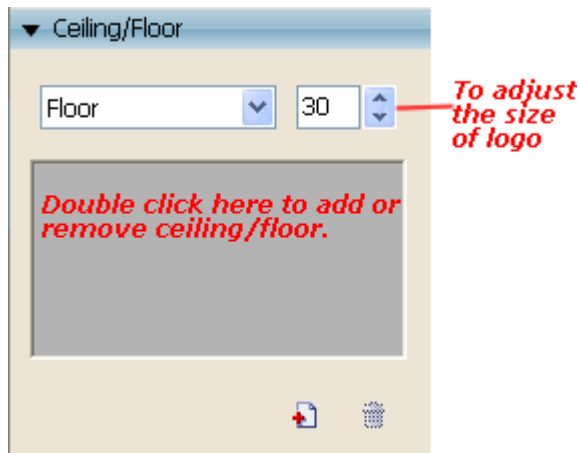 Ceiling/Floor
Floor
30
To adjust
the size
of logo
Double click here to add or
remove ceiling/floor.